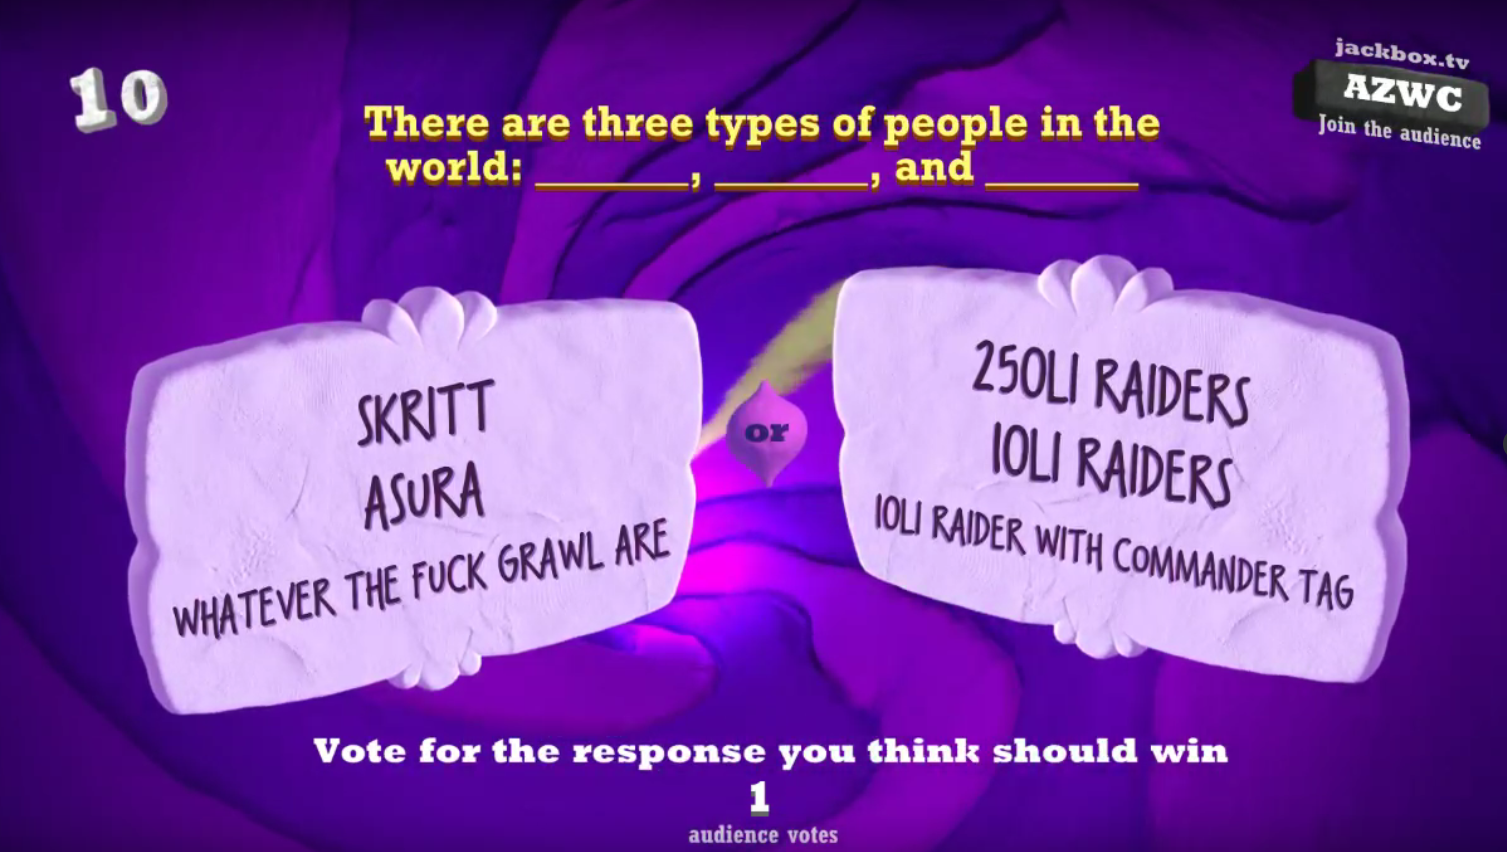 10
jackbox.tv
AZWC
Join the audience
There are three types of people in the
world: _______, _______, and _______
SKRITT
ASURA
WHATEVER THE FUCK GRAWL ARE
or
250LI RAIDERS
10LI RAIDERS
10LI RAIDER WITH COMMANDER TAG
Vote for the response you think should win
1
audience votes